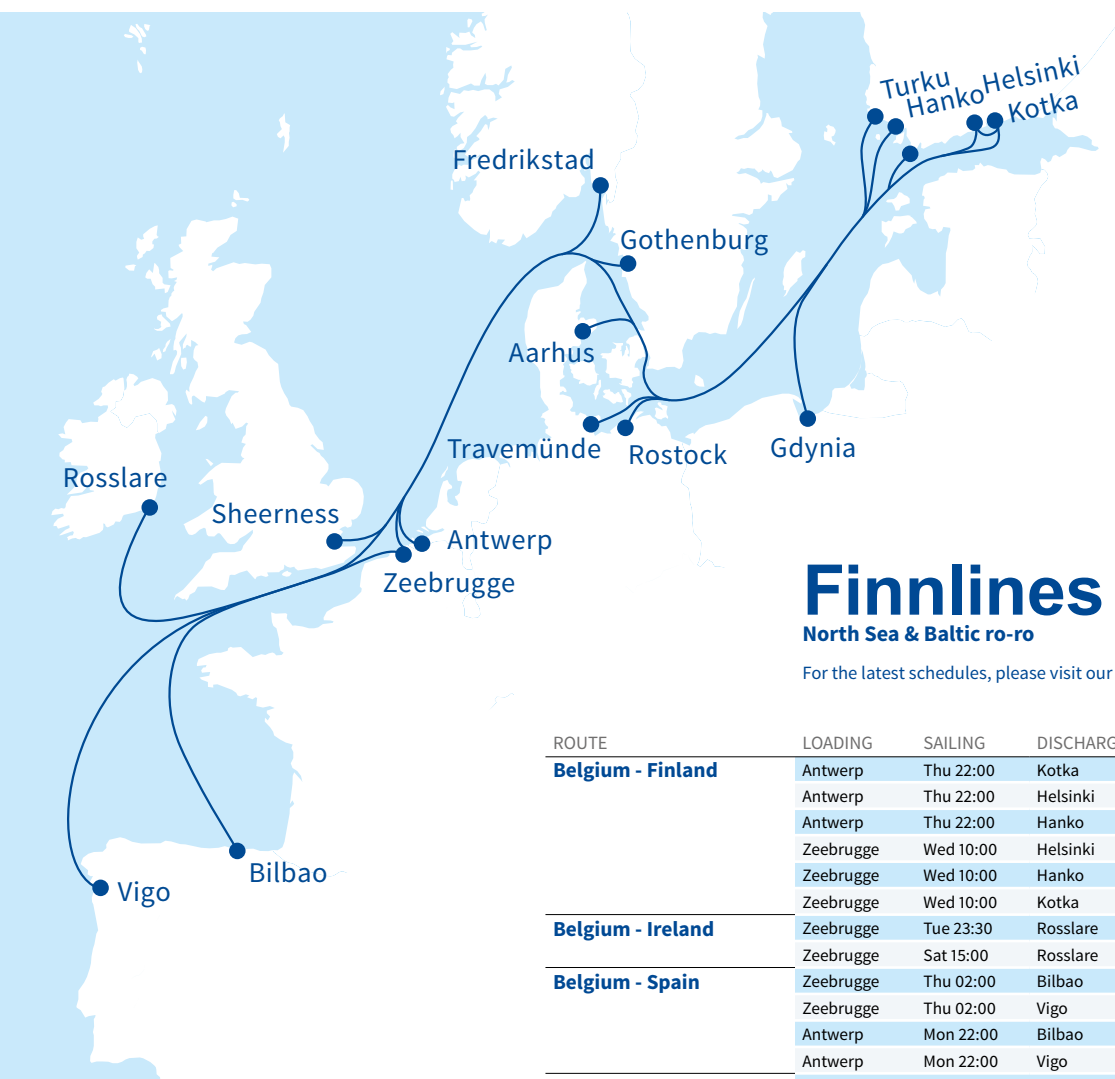 Turku
Hanko
Helsinki
Kotka
Fredrikstad
Gothenburg
Aarhus
Travemünde
Rostock
Gdynia
Rosslare
Sheerness
Antwerp
Zeebrugge
Bilbao
Vigo
Finnlines
North Sea & Baltic ro-ro
For the latest schedules, please visit our
ROUTE LOADING SAILING DISCHARG
Belgium - Finland Antwerp Thu 22:00 Kotka
Antwerp Thu 22:00 Helsinki
Antwerp Thu 22:00 Hanko
Zeebrugge Wed 10:00 Helsinki
Zeebrugge Wed 10:00 Hanko
Zeebrugge Wed 10:00 Kotka
Belgium - Ireland Zeebrugge Tue 23:30 Rosslare
Zeebrugge Sat 15:00 Rosslare
Belgium - Spain Zeebrugge Thu 02:00 Bilbao
Zeebrugge Thu 02:00 Vigo
Antwerp Mon 22:00 Bilbao
Antwerp Mon 22:00 Vigo